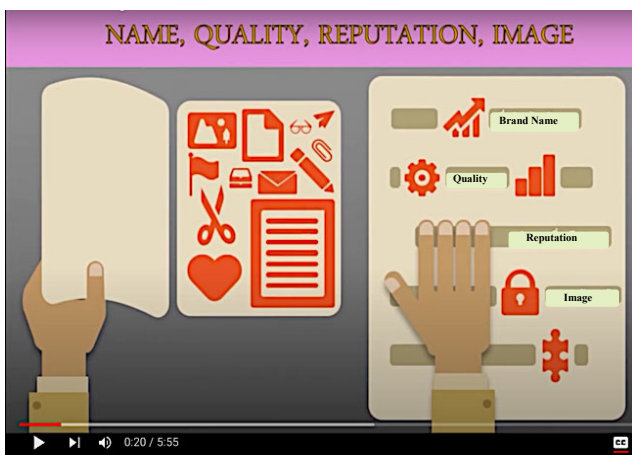 NAME, QUALITY, REPUTATION, IMAGE
Brand Name
Quality
Reputation
Image
0:20 / 5:55
CC